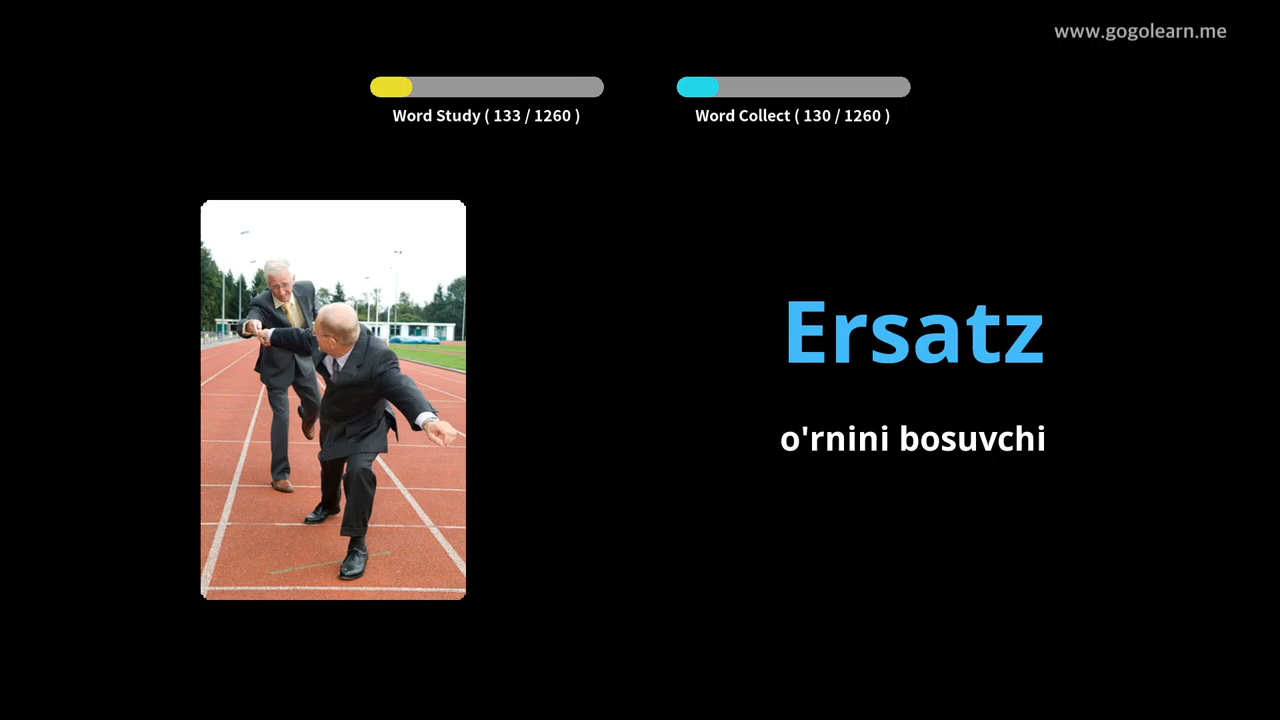 www.gogolearn.me
Word Study ( 133 / 1260 )
Word Collect ( 130 / 1260 )
Ersatz
o'rnini bosuvchi